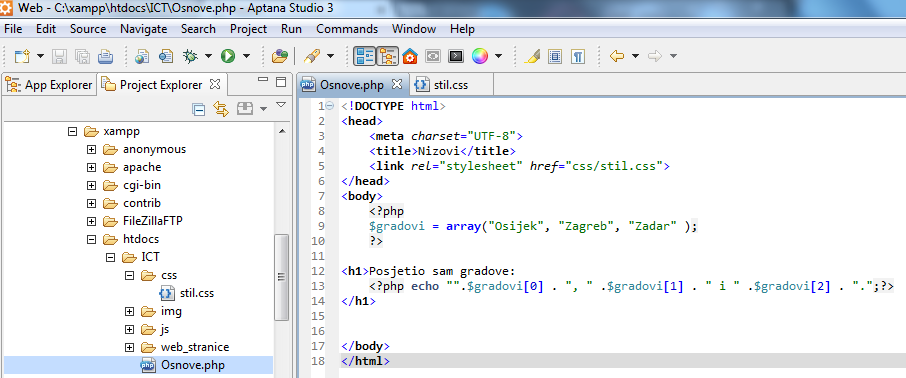 Web - C:\xampp\htdocs\ICT\Osnove.php - Aptana Studio 3
File Edit Source Navigate Search Project Run Commands Window Help
App Explorer Project Explorer
xampp
anonymous
apache
cgi-bin
contrib
FileZillaFTP
htdocs
ICT
css
stil.css
img
js
web_stranice
Osnove.php
Osnove.php stil.css
1 <!DOCTYPE html>
2 <head>
3 <meta charset="UTF-8">
4 <title>Nizovi</title>
5 <link rel="stylesheet" href="css/stil.css">
6 </head>
7 <body>
8 <?php
9 $gradovi = array("Osijek", "Zagreb", "Zadar" );
10 ?>
11
12 <h1>Posjetio sam gradove:
13 <?php echo "".$gradovi[0] . ", " .$gradovi[1] . " i " .$gradovi[2] . ".";?>
14 </h1>
15
16
17 </body>
18 </html>